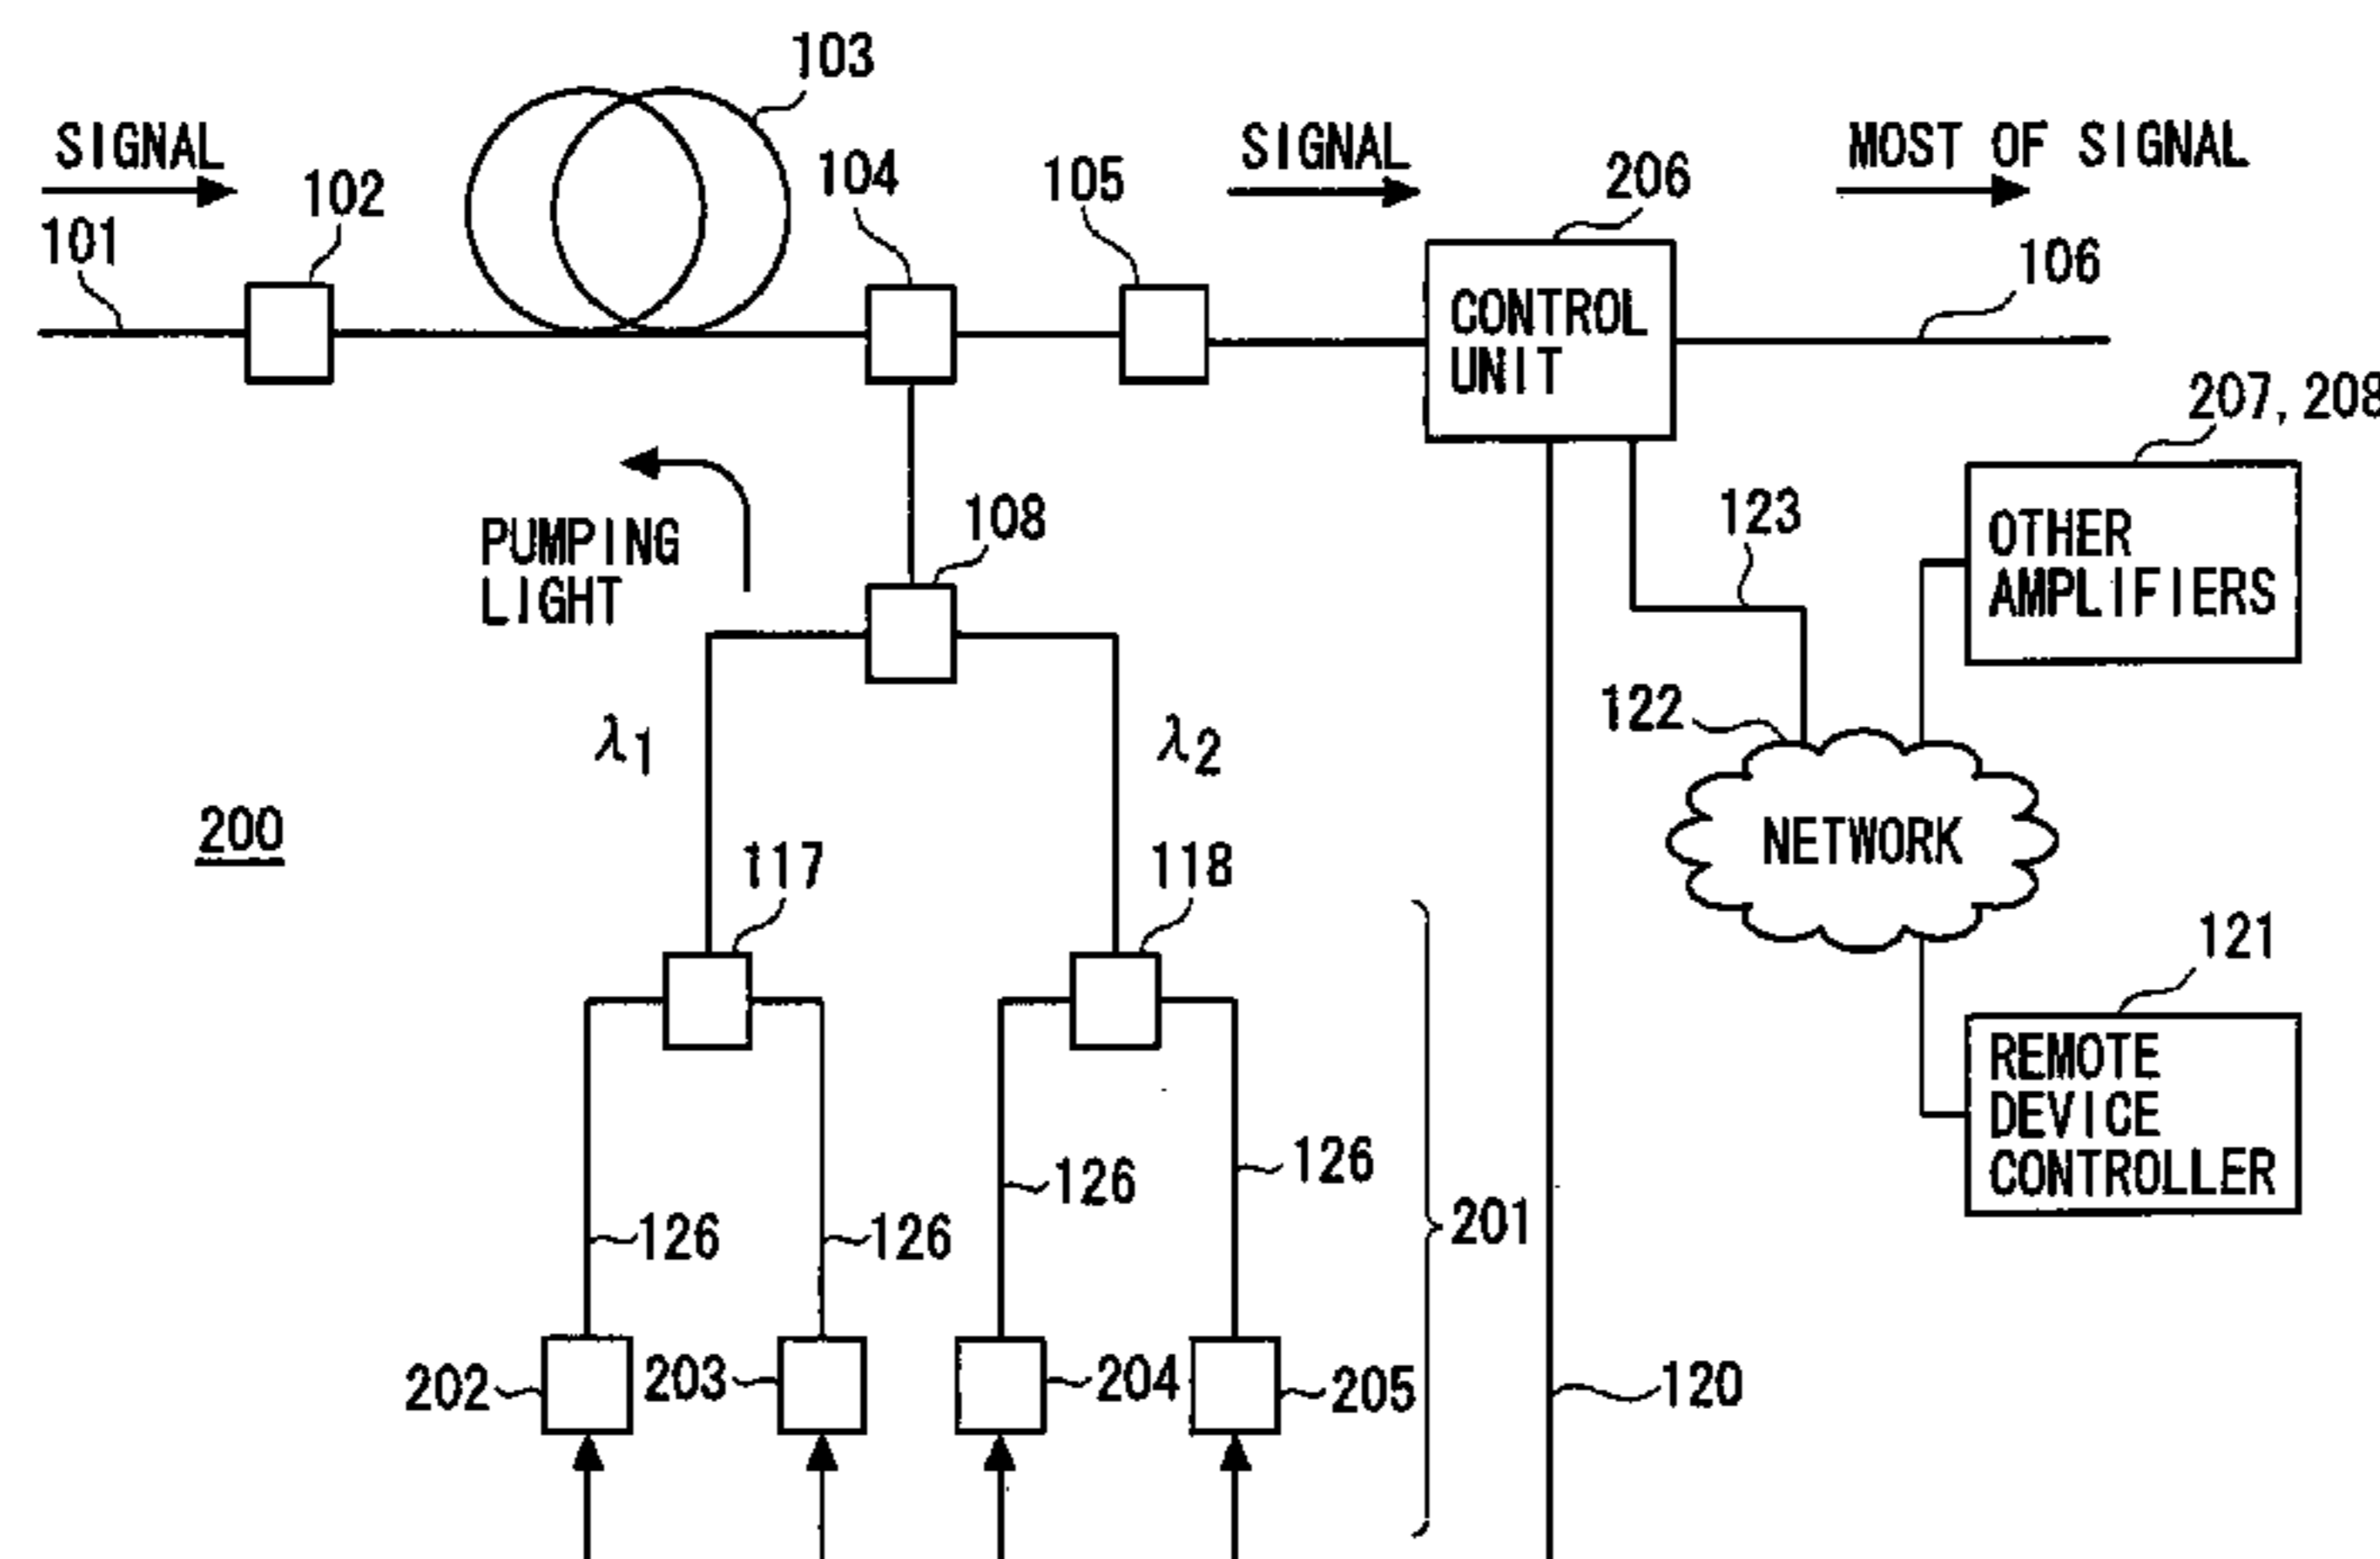 103
SIGNAL
SIGNAL
MOST OF SIGNAL
102
104
105
206
101
106
CONTROL
UNIT
207, 208
108
123
PUMPING
LIGHT
OTHER
AMPLIFIERS
122
λ1
λ2
200
NETWORK
117
118
121
REMOTE
DEVICE
CONTROLLER
126
126
126
126
201
202
203
204
205
120